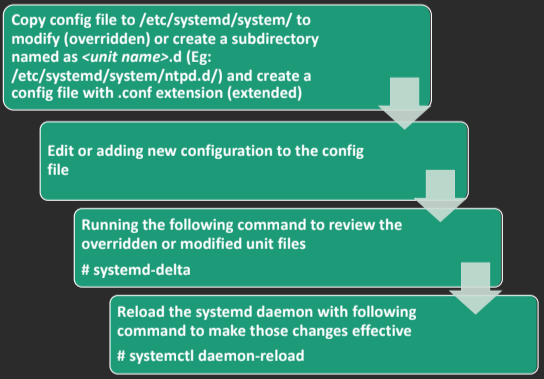 Copy config file to /etc/systemd/system/ to
modify (overridden) or create a subdirectory
named as <unit name>.d (Eg:
/etc/systemd/system/ntpd.d/) and create a
config file with .conf extension (extended)
Edit or adding new configuration to the config
file
Running the following command to review the
overridden or modified unit files
# systemd-delta
Reload the systemd daemon with following
command to make those changes effective
# systemctl daemon-reload